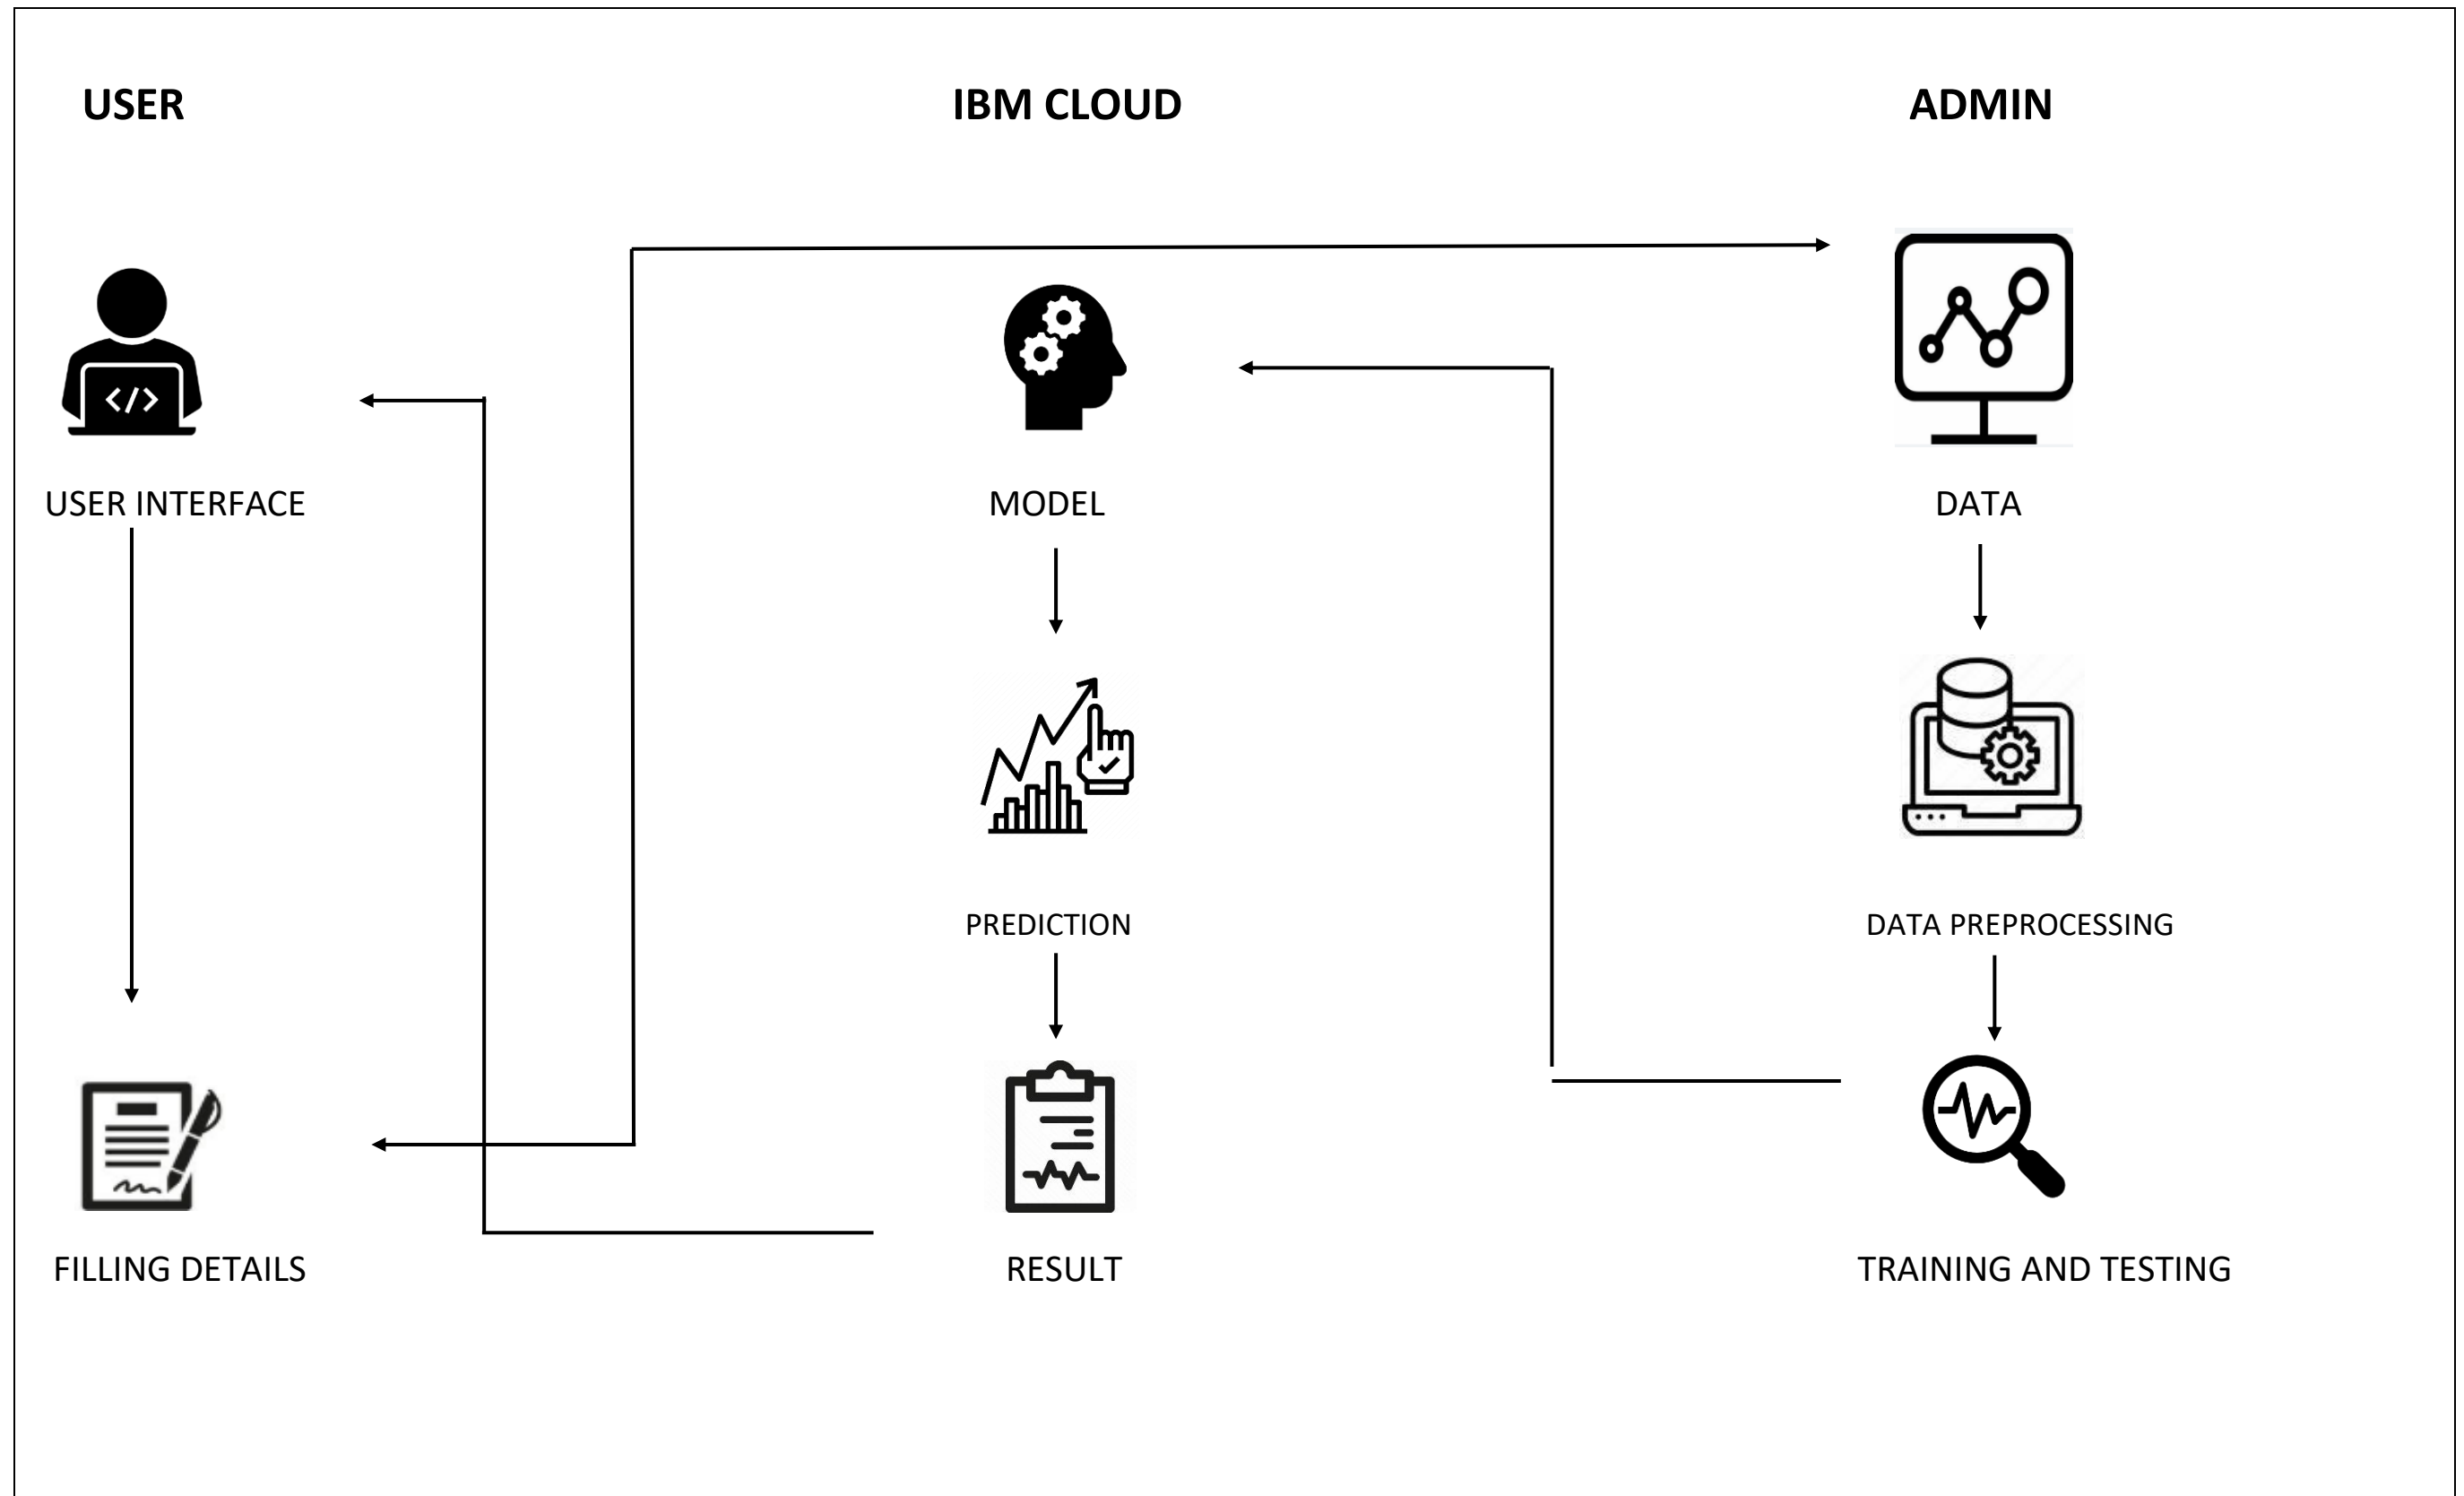 USER
IBM CLOUD
ADMIN
</>
USER INTERFACE
MODEL
DATA
PREDICTION
DATA PREPROCESSING
FILLING DETAILS
RESULT
TRAINING AND TESTING